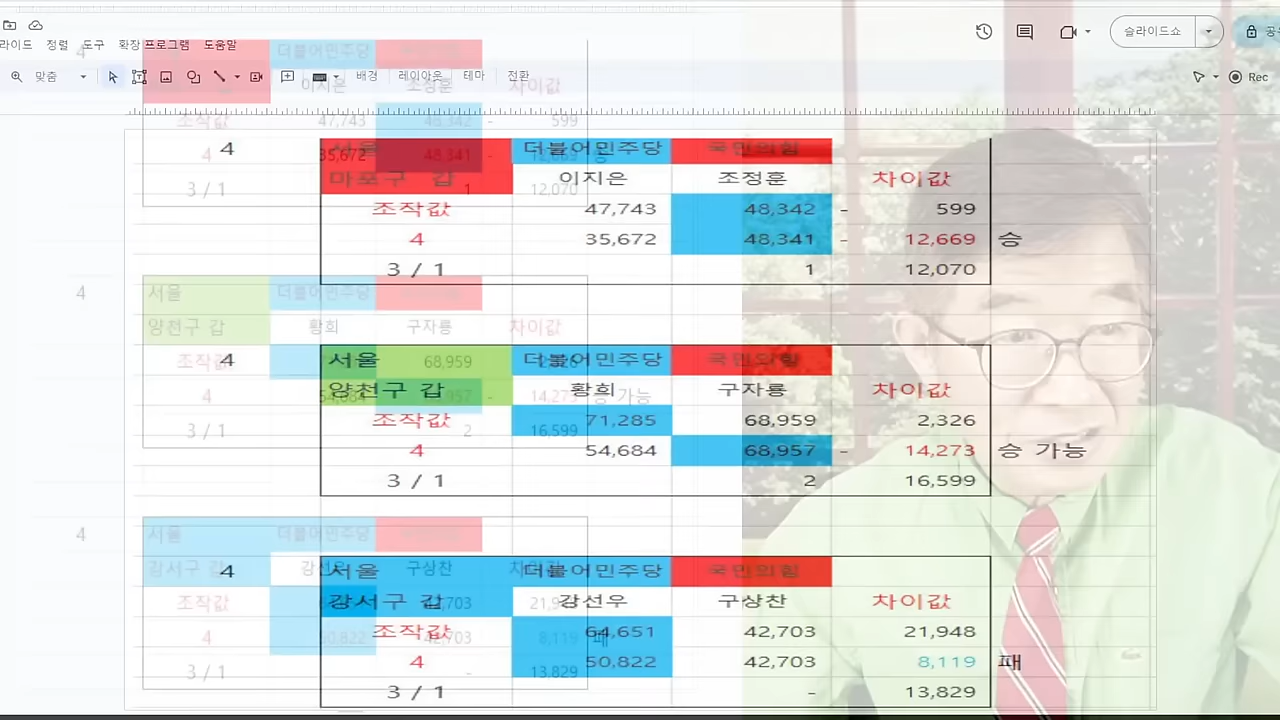 라이드 정렬 도구 확장 프로그램 도움말
슬라이드쇼
맞춤 배경 레이아웃 테마 전환 Rec
4 서울 더불어민주당 국민의힘
마포구 갑 이지은 조정훈 차이값
조작값 47,743 48,342 - 599
4 35,672 48,341 - 12,669 승
3 / 1 1 12,070
4 서울 더불어민주당 국민의힘
양천구 갑 황희 구자룡 차이값
조작값 71,285 68,959 2,326
4 54,684 68,957 - 14,273 승 가능
3 / 1 2 16,599
4 서울 더불어민주당 국민의힘
강서구 갑 강선우 구상찬 차이값
조작값 64,651 42,703 21,948
4 50,822 42,703 8,119 패
3 / 1 - 13,829